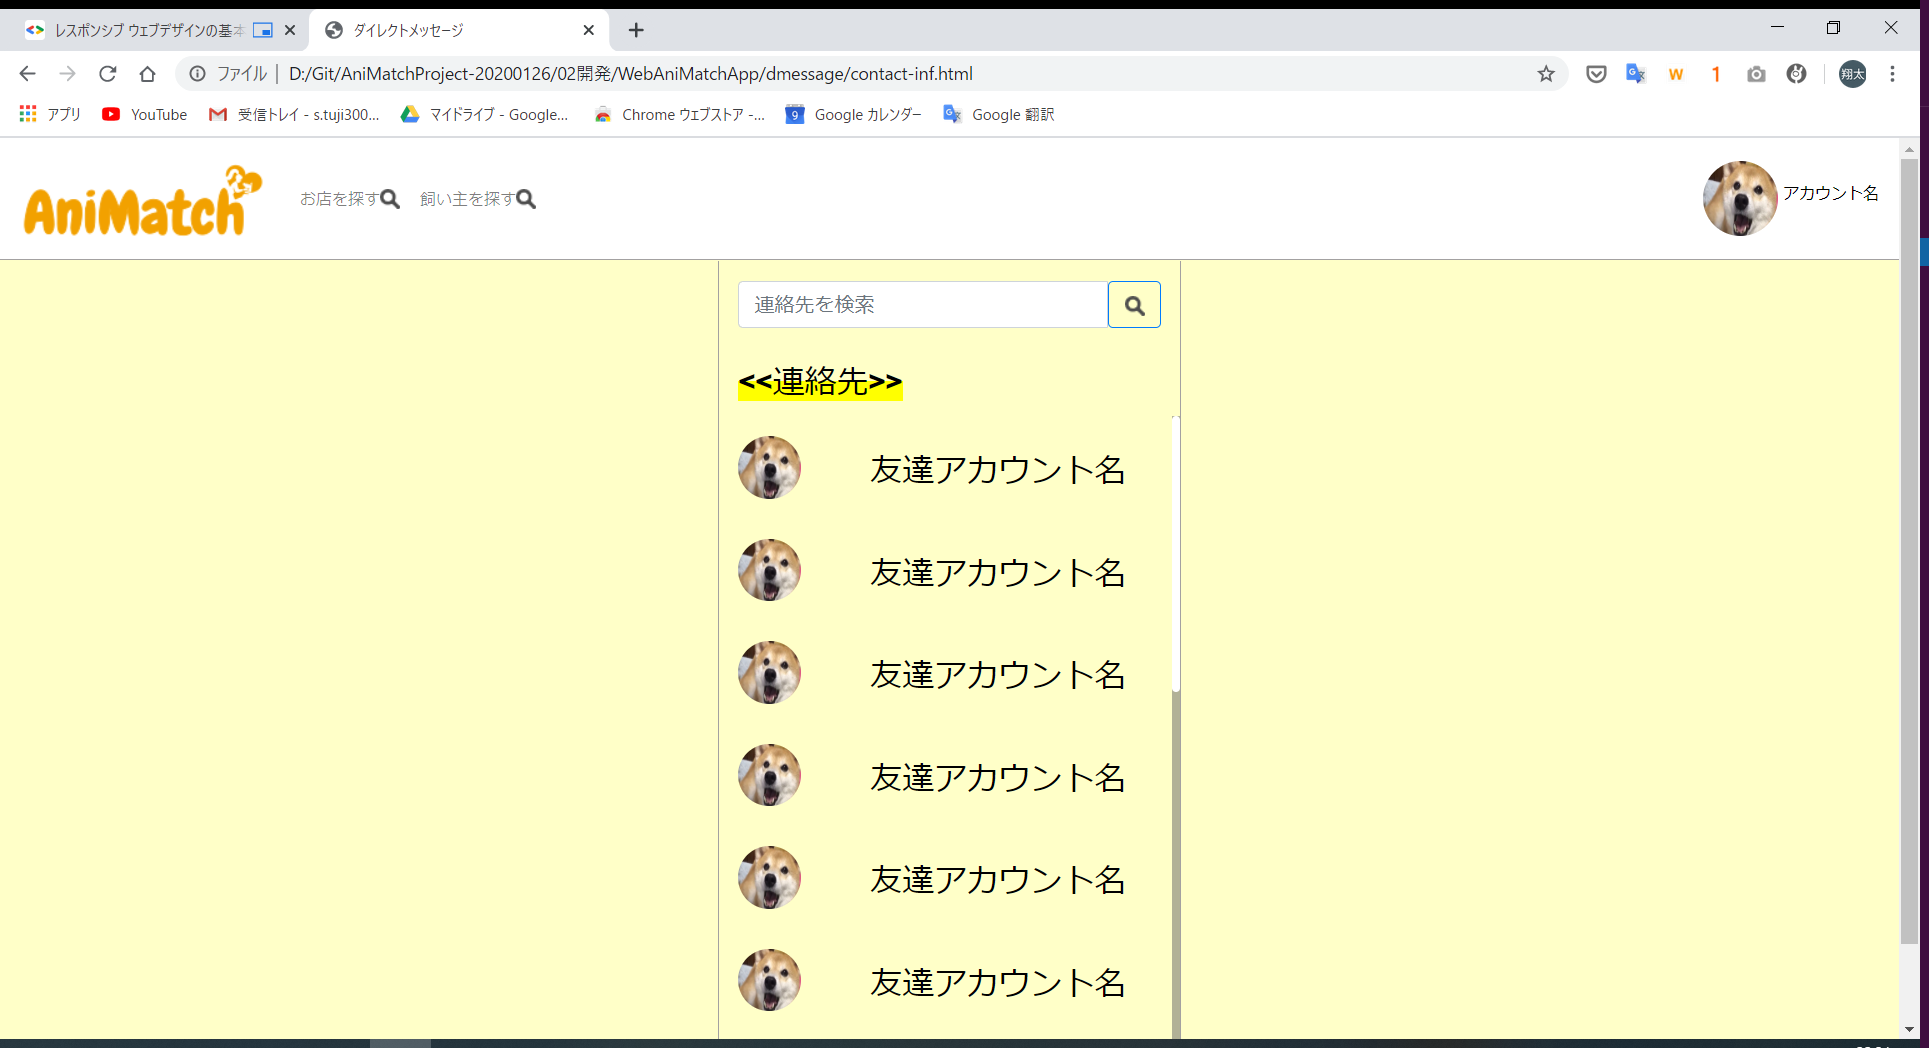 レスポンシブ ウェブデザインの基本
ダイレクトメッセージ
ファイル | D:/Git/AniMatchProject-20200126/02開発/WebAniMatchApp/dmessage/contact-inf.html
W 1 翔太
アプリ YouTube 受信トレイ - s.tuji300... マイドライブ - Google... Chrome ウェブストア -... 9 Google カレンダー Google 翻訳
AniMatch
お店を探す 飼い主を探す
アカウント名
連絡先を検索
<<連絡先>>
友達アカウント名
友達アカウント名
友達アカウント名
友達アカウント名
友達アカウント名
友達アカウント名